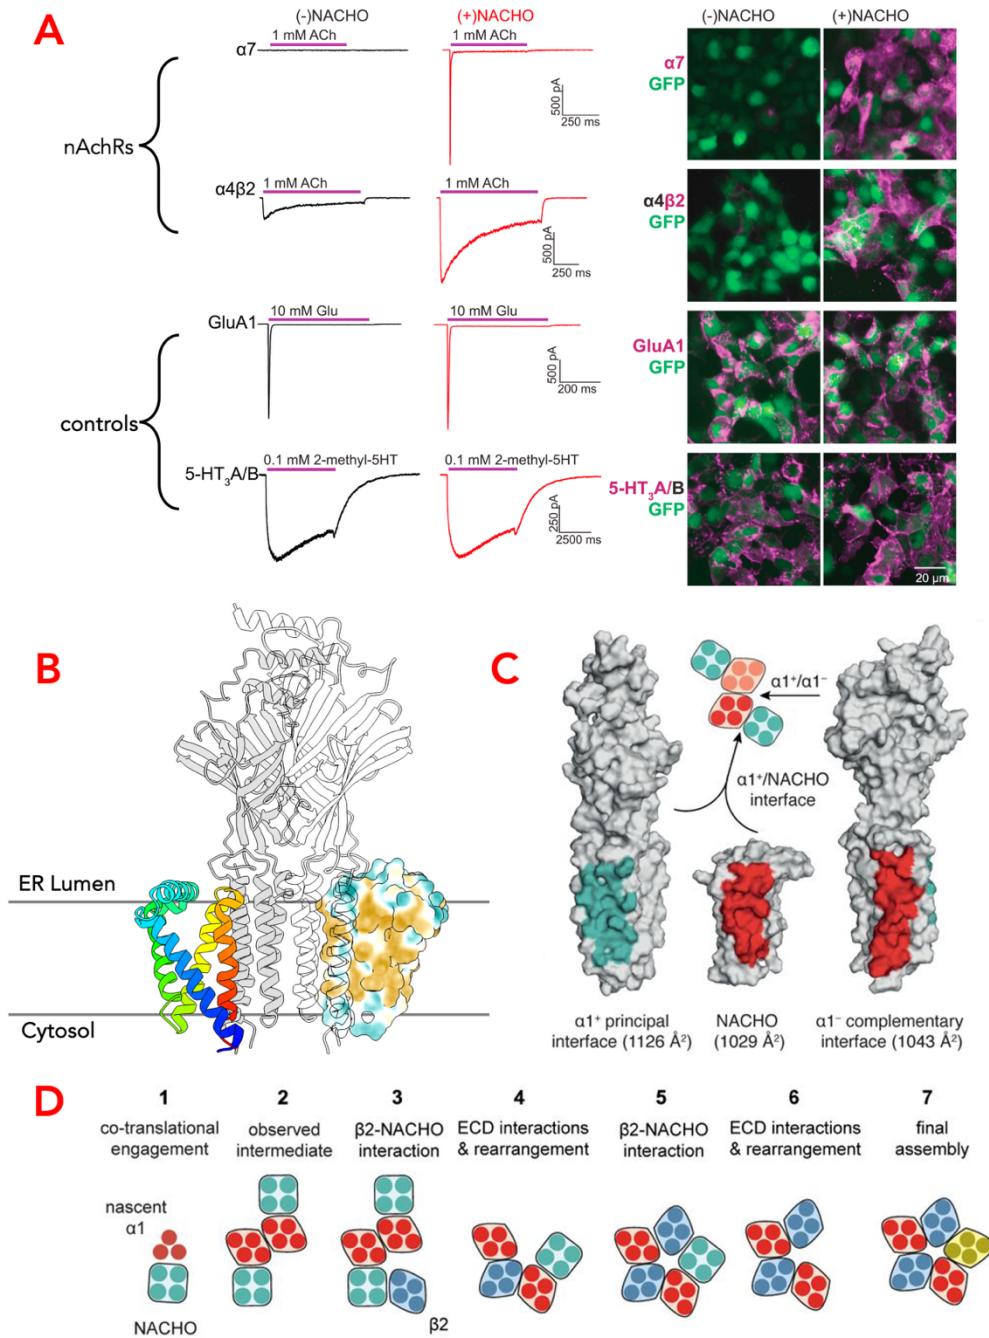 A
(-)NACHO
(+)NACHO
(-)NACHO
(+)NACHO
nAchRs
α7
1 mM ACh
1 mM ACh
500 pA
250 ms
α7
GFP
α4β2
1 mM ACh
1 mM ACh
500 pA
250 ms
α4β2
GFP
controls
GluA1
10 mM Glu
10 mM Glu
500 pA
200 ms
GluA1
GFP
5-HT₃A/B
0.1 mM 2-methyl-5HT
0.1 mM 2-methyl-5HT
250 pA
2500 ms
5-HT₃A/B
GFP
20 µm
B
ER Lumen
Cytosol
C
α1⁺/α1⁻
α1⁺/NACHO
interface
α1⁺ principal
interface (1126 Å²)
NACHO
(1029 Å²)
α1⁻ complementary
interface (1043 Å²)
D
1
co-translational
engagement
nascent
α1
NACHO
2
observed
intermediate
3
β2-NACHO
interaction
β2
4
ECD interactions
& rearrangement
5
β2-NACHO
interaction
6
ECD interactions
& rearrangement
7
final
assembly